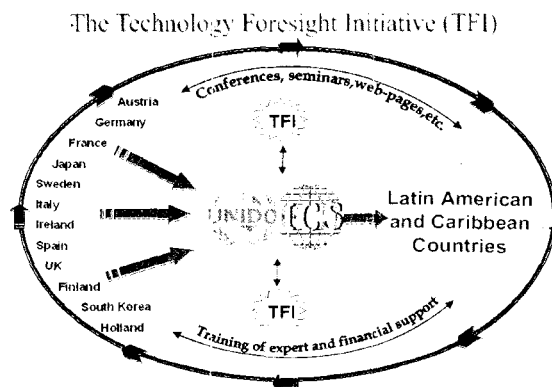 The Technology Foresight Initiative (TFI)
Conferences, seminars,web-pages,etc.
Austria
Germany
France
Japan
Sweden
Italy
Ireland
Spain
UK
Finland
South Korea
Holland
TFI
UNIDO
TFI
Latin American
and Caribbean
Countries
Training of expert and financial support